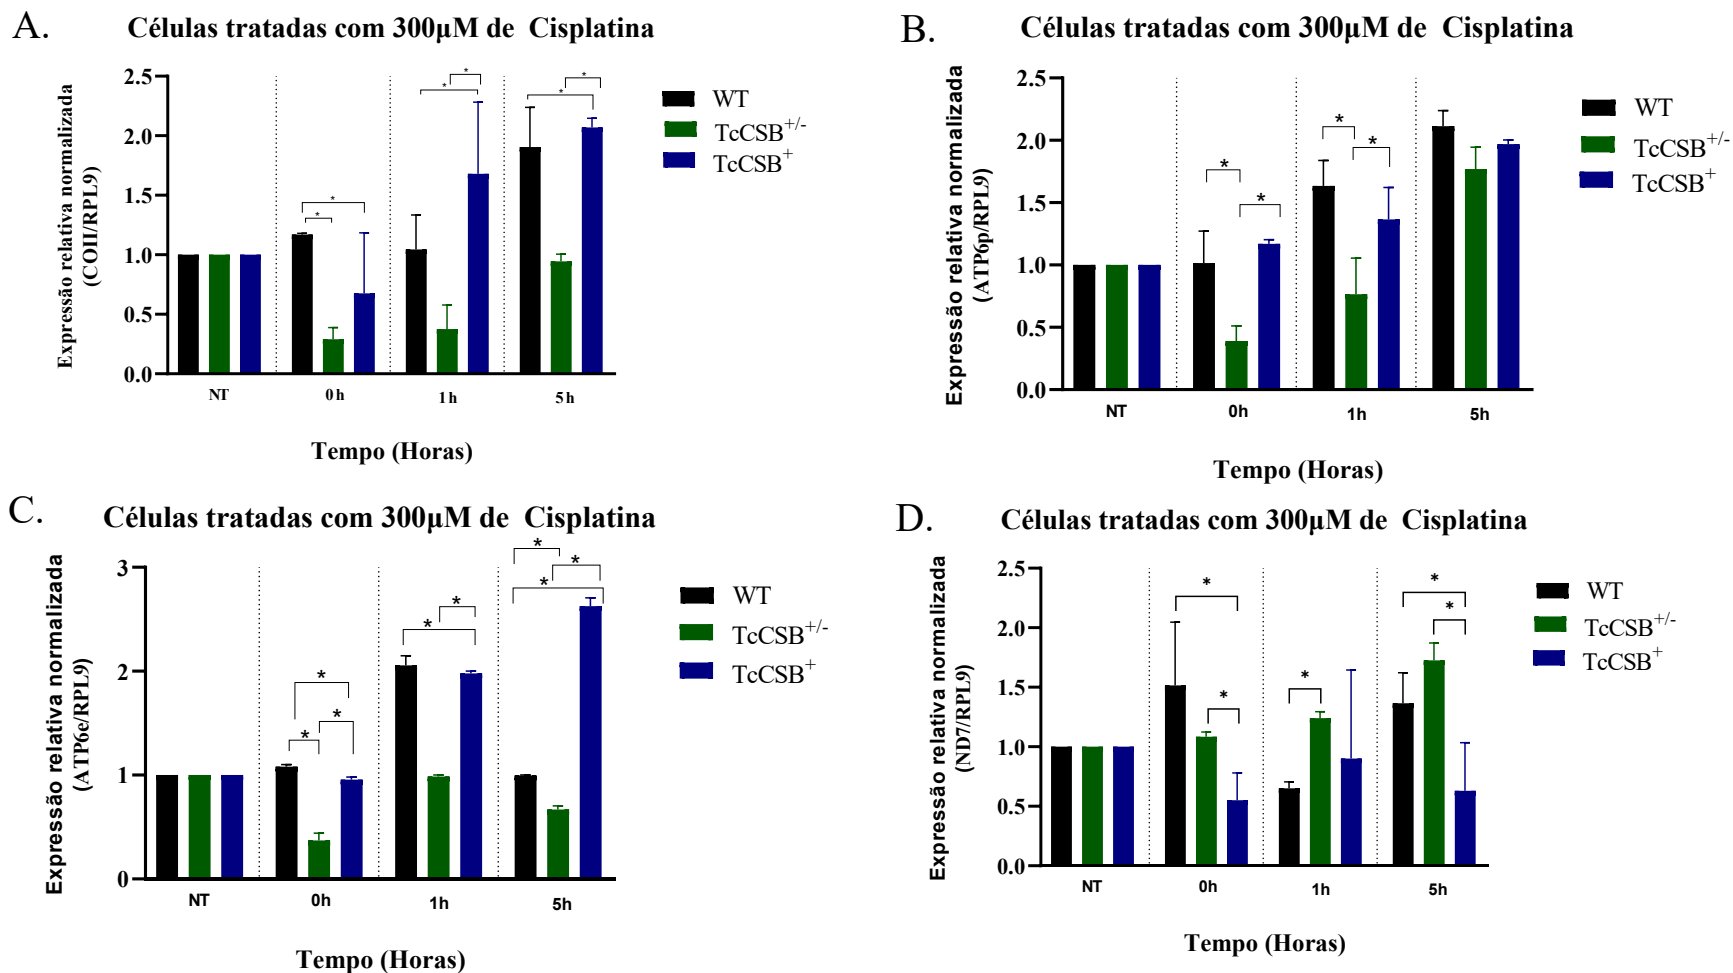 A.
Células tratadas com 300µM de Cisplatina
Expressão relativa normalizada
(COII/RPL9)
2.5
2.0
1.5
1.0
0.5
0.0
* * * * * *
NT 0h 1h 5h
Tempo (Horas)
WT
TcCSB+/-
TcCSB+
B.
Células tratadas com 300µM de Cisplatina
Expressão relativa normalizada
(ATP6p/RPL9)
2.5
2.0
1.5
1.0
0.5
0.0
* * * *
NT 0h 1h 5h
Tempo (Horas)
WT
TcCSB+/-
TcCSB+
C.
Células tratadas com 300µM de Cisplatina
Expressão relativa normalizada
(ATP6e/RPL9)
3
2
1
0
* * * * * * * *
NT 0h 1h 5h
Tempo (Horas)
WT
TcCSB+/-
TcCSB+
D.
Células tratadas com 300µM de Cisplatina
Expressão relativa normalizada
(ND7/RPL9)
2.5
2.0
1.5
1.0
0.5
0.0
* * * * *
NT 0h 1h 5h
Tempo (Horas)
WT
TcCSB+/-
TcCSB+